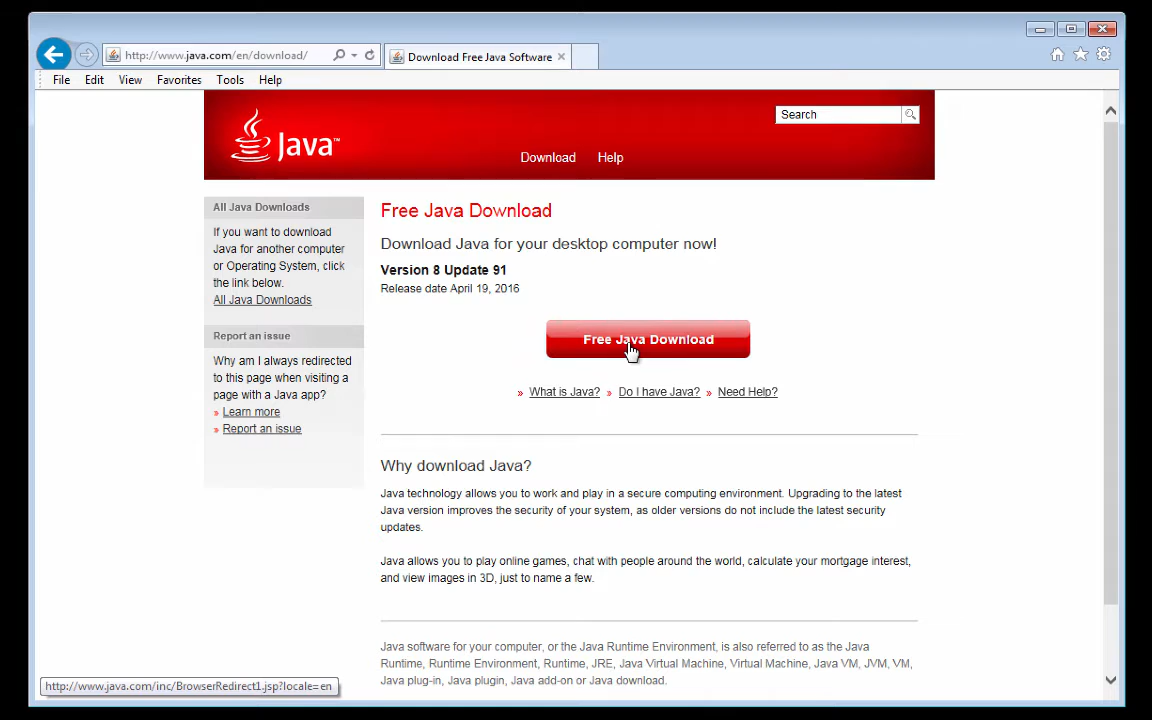 http://www.java.com/en/download/
Download Free Java Software
File Edit View Favorites Tools Help
Java™
Search
Download Help
All Java Downloads
If you want to download
Java for another computer
or Operating System, click
the link below.
All Java Downloads
Report an issue
Why am I always redirected
to this page when visiting a
page with a Java app?
» Learn more
» Report an issue
Free Java Download
Download Java for your desktop computer now!
Version 8 Update 91
Release date April 19, 2016
Free Java Download
» What is Java? » Do I have Java? » Need Help?
Why download Java?
Java technology allows you to work and play in a secure computing environment. Upgrading to the latest
Java version improves the security of your system, as older versions do not include the latest security
updates.
Java allows you to play online games, chat with people around the world, calculate your mortgage interest,
and view images in 3D, just to name a few.
Java software for your computer, or the Java Runtime Environment, is also referred to as the Java
Runtime, Runtime Environment, Runtime, JRE, Java Virtual Machine, Virtual Machine, Java VM, JVM, VM,
Java plug-in, Java plugin, Java add-on or Java download.
http://www.java.com/inc/BrowserRedirect1.jsp?locale=en